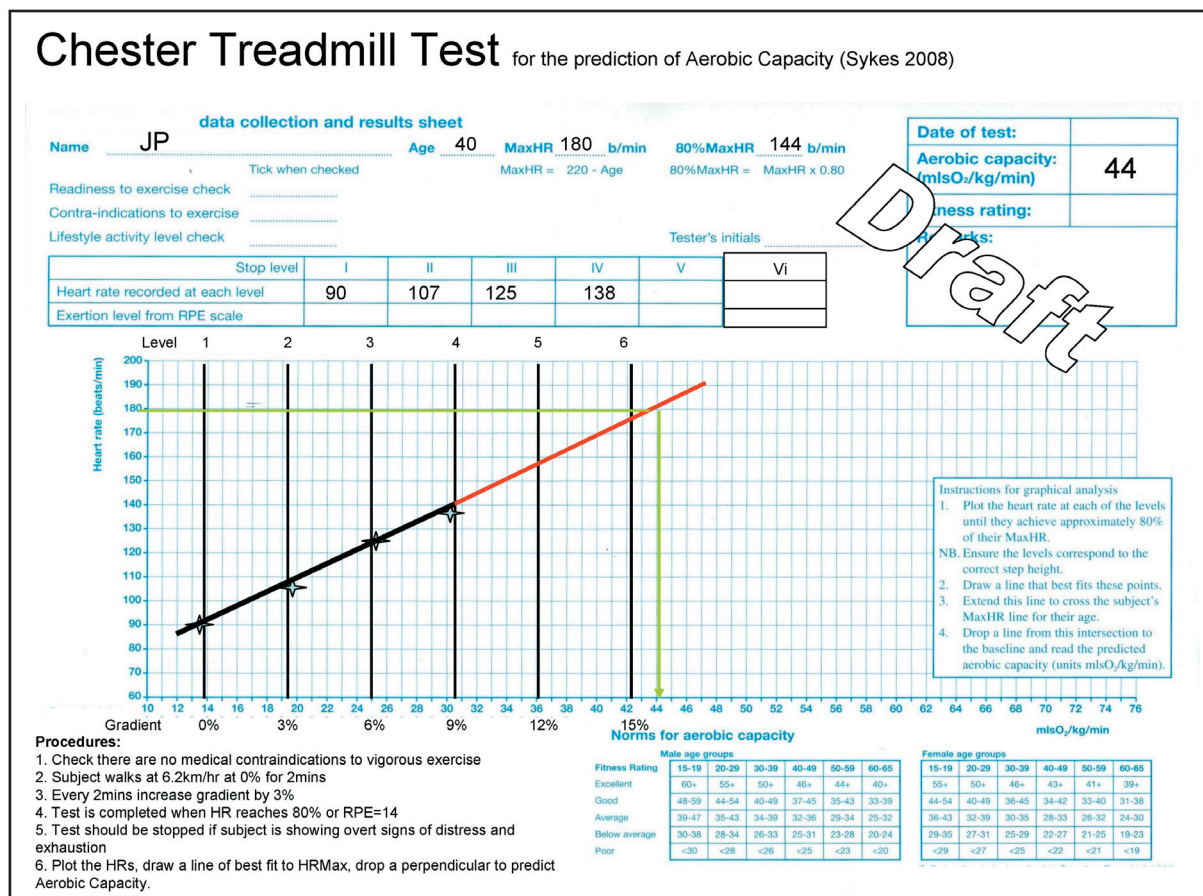 Chester Treadmill Test for the prediction of Aerobic Capacity (Sykes 2008)
data collection and results sheet
Name JP Age 40 MaxHR 180 b/min 80%MaxHR 144 b/min
Tick when checked MaxHR = 220 - Age 80%MaxHR = MaxHR x 0.80
Readiness to exercise check
Contra-indications to exercise
Lifestyle activity level check Tester's initials
Date of test:
Aerobic capacity: 44
(mlsO₂/kg/min)
tness rating:
Draft
Stop level I II III IV V Vi
Heart rate recorded at each level 90 107 125 138
Exertion level from RPE scale
Level 1 2 3 4 5 6
Heart rate (beats/min)
200
190
180
170
160
150
140
130
120
110
100
90
80
70
60
10 12 14 16 18 20 22 24 26 28 30 32 34 36 38 40 42 44 46 48 50 52 54 56 58 60 62 64 66 68 70 72 74 76
Gradient 0% 3% 6% 9% 12% 15% mlsO₂/kg/min
Instructions for graphical analysis
1. Plot the heart rate at each of the levels
until they achieve approximately 80%
of their MaxHR.
NB. Ensure the levels correspond to the
correct step height.
2. Draw a line that best fits these points.
3. Extend this line to cross the subject's
MaxHR line for their age.
4. Drop a line from this intersection to
the baseline and read the predicted
aerobic capacity (units mlsO₂/kg/min).
Procedures:
1. Check there are no medical contraindications to vigorous exercise
2. Subject walks at 6.2km/hr at 0% for 2mins
3. Every 2mins increase gradient by 3%
4. Test is completed when HR reaches 80% or RPE=14
5. Test should be stopped if subject is showing overt signs of distress and
exhaustion
6. Plot the HRs, draw a line of best fit to HRMax, drop a perpendicular to predict
Aerobic Capacity.
Norms for aerobic capacity
Male age groups
Fitness Rating 15-19 20-29 30-39 40-49 50-59 60-65
Excellent 60+ 55+ 50+ 46+ 44+ 40+
Good 48-59 44-54 40-49 37-45 35-43 33-39
Average 39-47 35-43 34-39 32-36 29-34 25-32
Below average 30-38 28-34 26-33 25-31 23-28 20-24
Poor <30 <28 <26 <25 <23 <20
Female age groups
15-19 20-29 30-39 40-49 50-59 60-65
55+ 50+ 46+ 43+ 41+ 39+
44-54 40-49 36-45 34-42 33-40 31-38
36-43 32-39 30-35 28-33 26-32 24-30
29-35 27-31 25-29 22-27 21-25 19-23
<29 <27 <25 <22 <21 <19